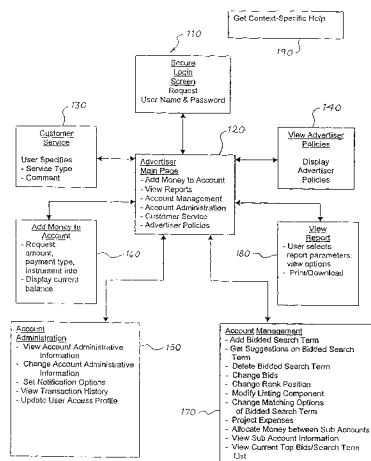 Get Context-Specific Help
190
110
Secure
Login
Screen
Request
User Name & Password
130
Customer
Service
User Specifies
- Service Type
- Comment
120
Advertiser
Main Page
- Add Money to Account
- View Reports
- Account Management
- Account Administration
- Customer Service
- Advertiser Policies
140
View Advertiser
Policies
Display
Advertiser
Policies
Add Money to
Account
- Request
amount,
payment type,
instrument info
- Display current
balance
140
View
Report
- User selects
report parameters,
view options
- Print/Download
180
Account
Administration
- View Account Administrative
Information
- Change Account Administrative
Information
- Set Notification Options
- View Transaction History
- Update User Access Profile
150
Account Management
- Add Bidded Search Term
- Get Suggestions on Bidded Search
Term
- Delete Bidded Search Term
- Change Bids
- Change Rank Position
- Modify Listing Component
- Change Matching Options
of Bidded Search Term
- Project Expenses
- Allocate Money between Sub Accounts
- View Sub Account Information
- View Current Top Bids/Search Term
List
170